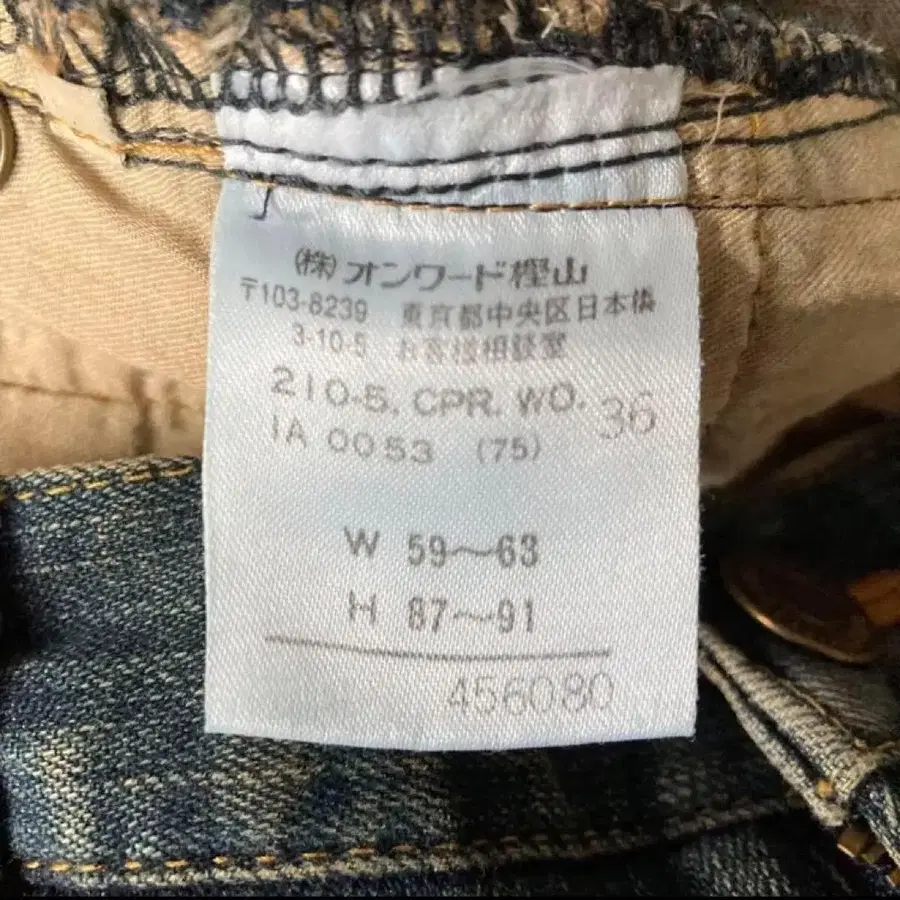 (株)オンワード樫山
〒103-8239 東京都中央区日本橋
3-10-5 お客様相談室
210-5. CPR. WO. 36
IA 0053 (75)
W 59〜63
H 87〜91
456080